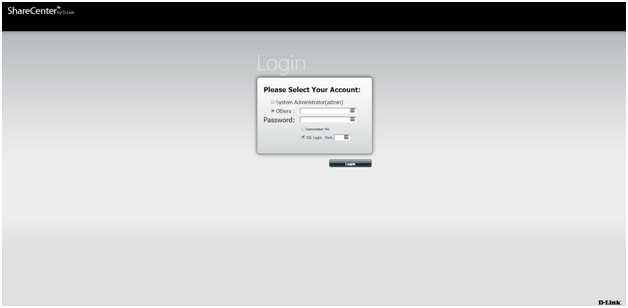 ShareCenter™ by D-Link
Login
Please Select Your Account:
System Administrator(admin)
Others :
Password:
Remember Me
SSL Login Port
Login
D-Link